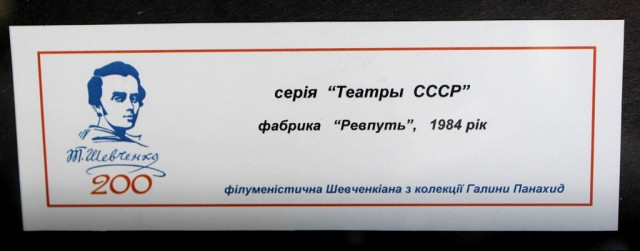 серія “Театры СССР”
фабрика “Ревпуть”, 1984 рік
Т. Шевченко
200
філуменістична Шевченкіана з колекції Галини Панахид